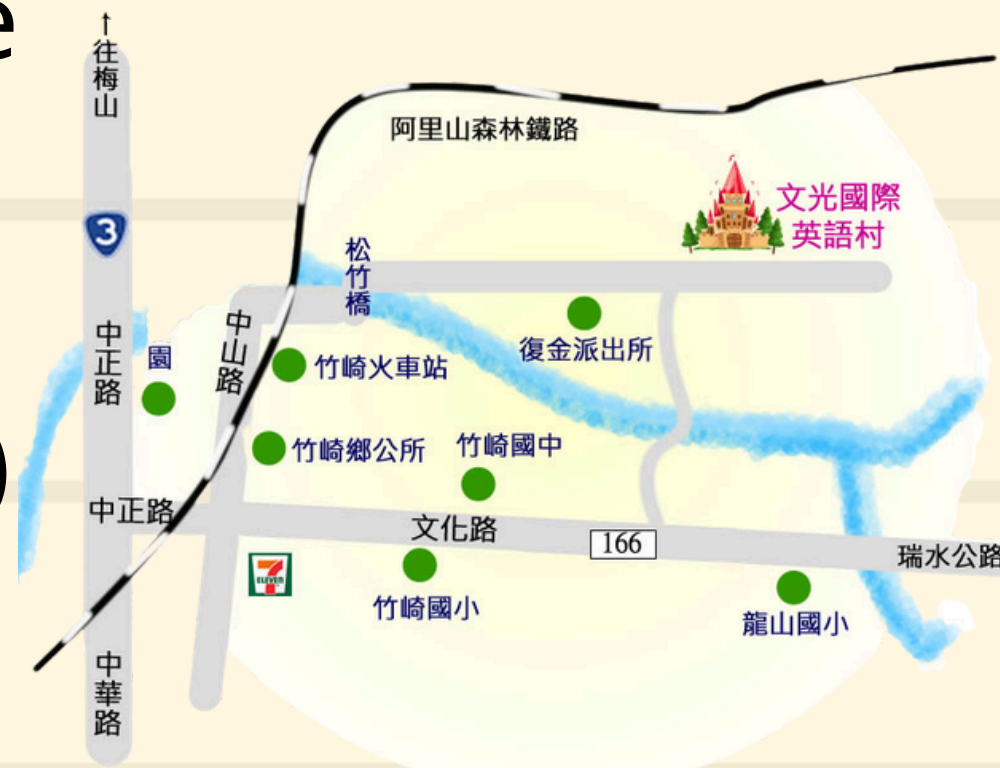 e
↑
往梅山
阿里山森林鐵路
文光國際
英語村
3
松竹橋
中正路
園
中山路
竹崎火車站
復金派出所
竹崎鄉公所
竹崎國中
)
中正路
文化路
166
瑞水公路
7
ELEVEN
竹崎國小
龍山國小
中華路